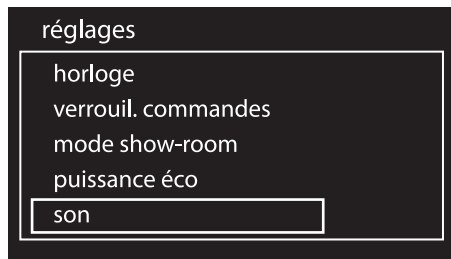 réglages
horloge
verrouil. commandes
mode show-room
puissance éco
son